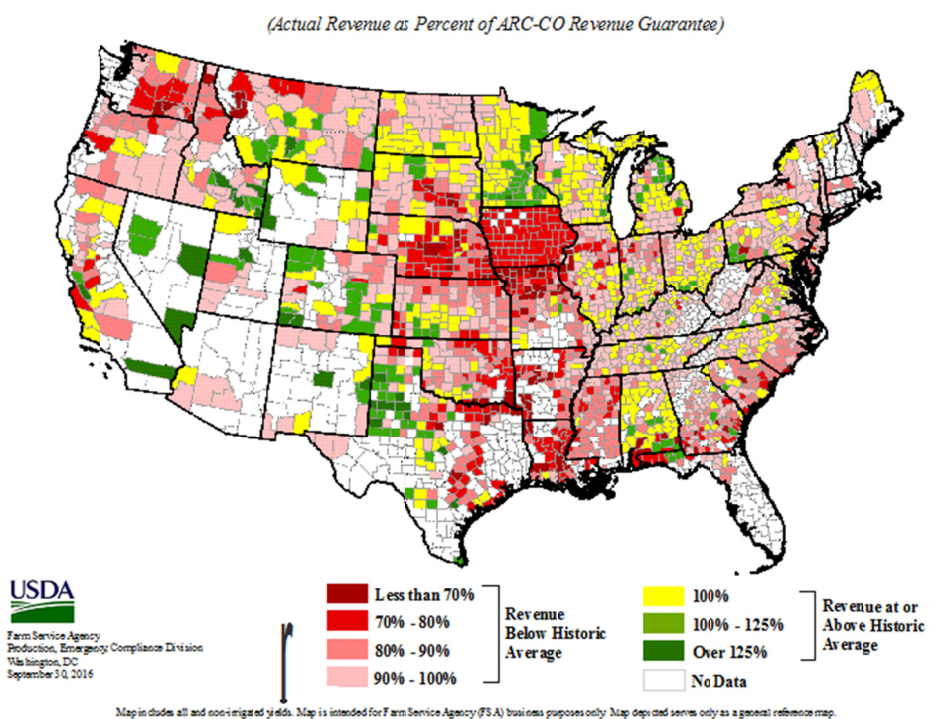 (Actual Revenue as Percent of ARC-CO Revenue Guarantee)
USDA
Farm Service Agency
Production, Emergency, Compliance Division
Washington, DC
September 30, 2016
Less than 70%
70% - 80%
80% - 90%
90% - 100%
Revenue
Below Historic
Average
100%
100% - 125%
Over 125%
No Data
Revenue at or
Above Historic
Average
Map includes all and non-irrigated yields. Map is intended for Farm Service Agency (FSA) business purposes only. Map depicted serves only as a general reference map.